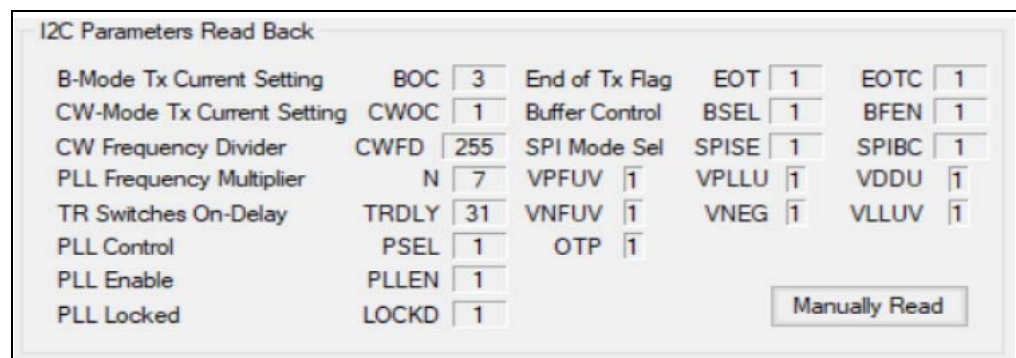 I2C Parameters Read Back
B-Mode Tx Current Setting BOC 3 End of Tx Flag EOT 1 EOTC 1
CW-Mode Tx Current Setting CWOC 1 Buffer Control BSEL 1 BFEN 1
CW Frequency Divider CWFD 255 SPI Mode Sel SPISE 1 SPIBC 1
PLL Frequency Multiplier N 7 VPFUV 1 VPLLU 1 VDDU 1
TR Switches On-Delay TRDLY 31 VNFUV 1 VNEG 1 VLLUV 1
PLL Control PSEL 1 OTP 1
PLL Enable PLLEN 1
PLL Locked LOCKD 1
Manually Read